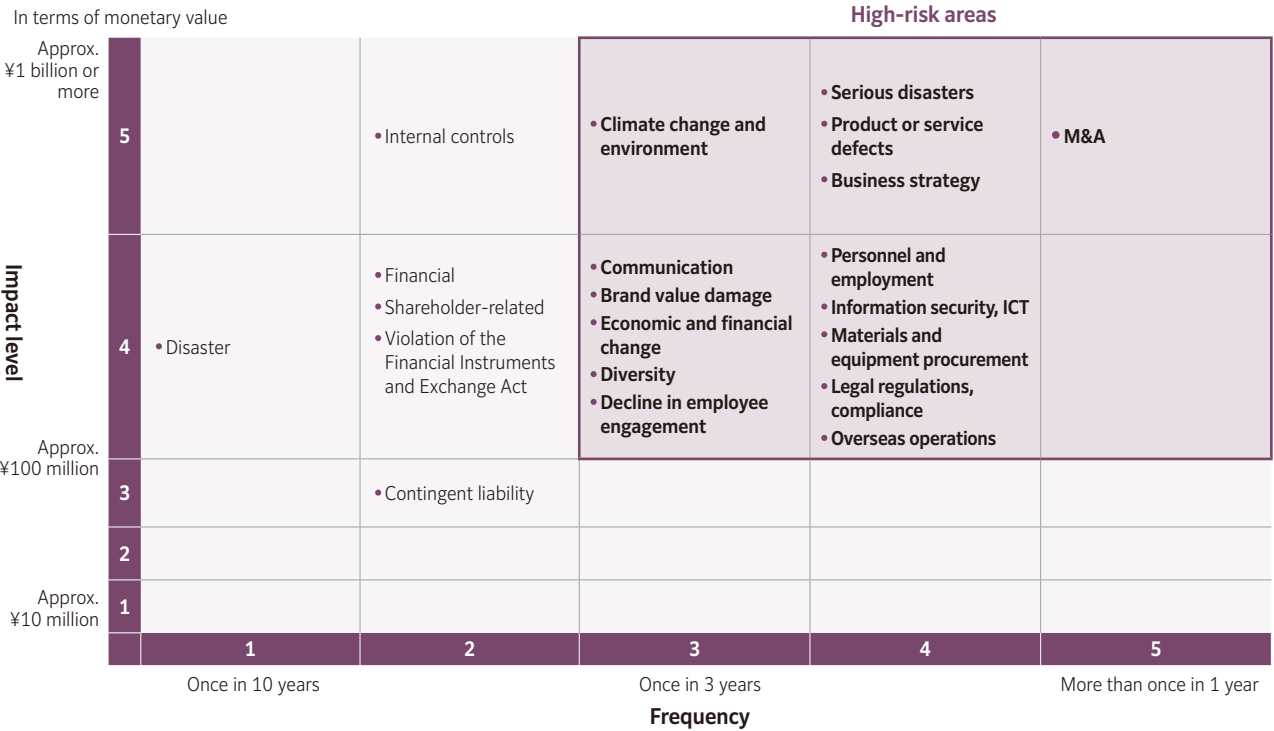 In terms of monetary value
High-risk areas
Approx.
¥1 billion or
more
5
• Internal controls
• Climate change and
environment
• Serious disasters
• Product or service
defects
• Business strategy
• M&A
Impact level
4
• Disaster
• Financial
• Shareholder-related
• Violation of the
Financial Instruments
and Exchange Act
• Communication
• Brand value damage
• Economic and financial
change
• Diversity
• Decline in employee
engagement
• Personnel and
employment
• Information security, ICT
• Materials and
equipment procurement
• Legal regulations,
compliance
• Overseas operations
Approx.
¥100 million
3
• Contingent liability
2
Approx.
¥10 million
1
1
2
3
4
5
Once in 10 years
Once in 3 years
More than once in 1 year
Frequency